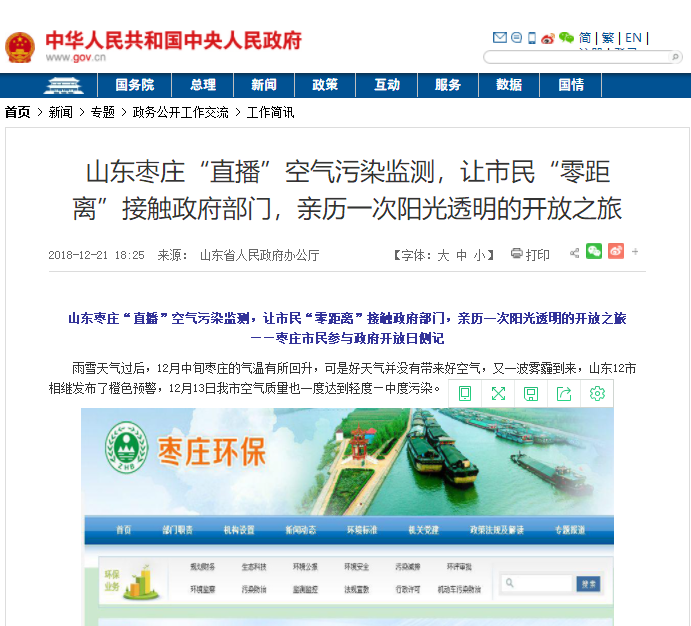 中华人民共和国中央人民政府
www.gov.cn
简 | 繁 | EN |
国务院 总理 新闻 政策 互动 服务 数据 国情
首页 > 新闻 > 专题 > 政务公开工作交流 > 工作简讯
山东枣庄“直播”空气污染监测，让市民“零距
离”接触政府部门，亲历一次阳光透明的开放之旅
2018-12-21 18:25 来源： 山东省人民政府办公厅 【字体：大 中 小】 打印 +
山东枣庄“直播”空气污染监测，让市民“零距离”接触政府部门，亲历一次阳光透明的开放之旅
——枣庄市民参与政府开放日侧记
雨雪天气过后，12月中旬枣庄的气温有所回升，可是好天气并没有带来好空气，又一波雾霾到来，山东12市
相继发布了橙色预警，12月13日我市空气质量也一度达到轻度－中度污染。
ZHB
枣庄环保
首页 部门职责 机构设置 新闻动态 环境标准 机关党建 政策法规及解读 专题报道
环保
业务
规划财务 生态科技 环境公报 环境安全 污染减排 环评审批
环境监察 污染防治 监测监控 法规宣教 行政许可 机动车污染防治
搜索